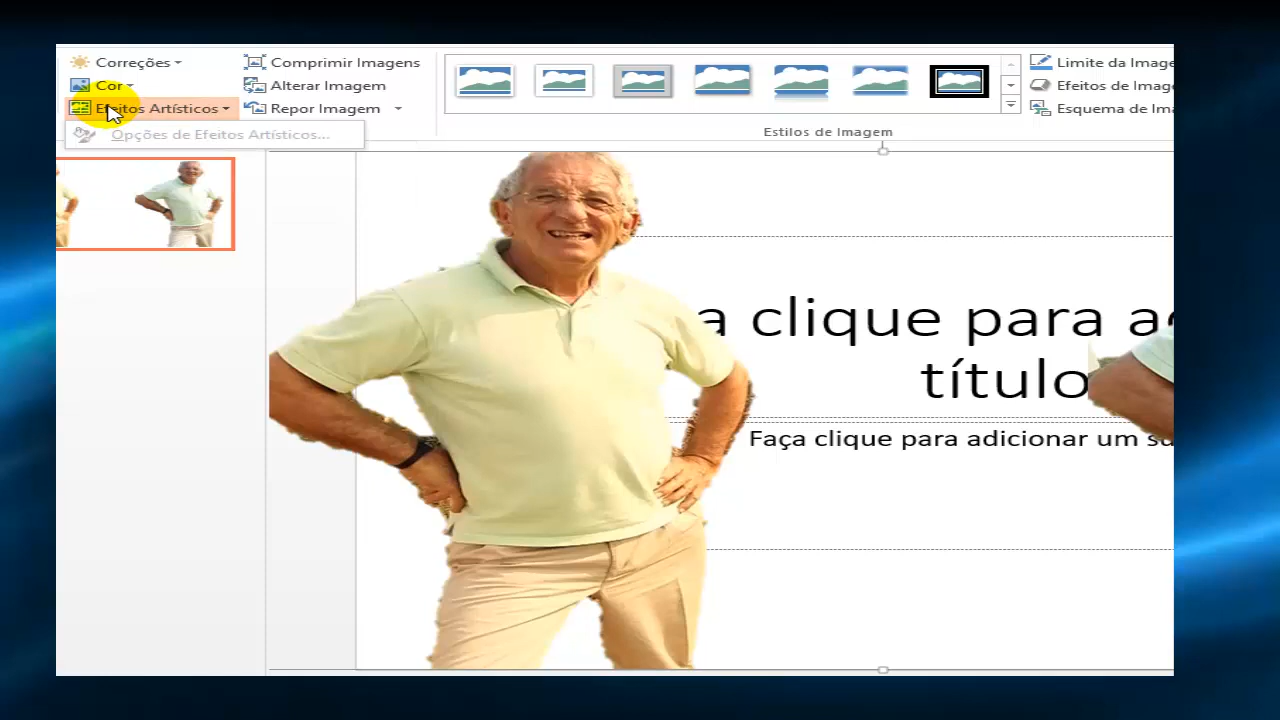 Correções
Comprimir Imagens
Limite da Image
Cor
Alterar Imagem
Efeitos de Image
Efeitos Artísticos
Repor Imagem
Esquema de Ima
Opções de Efeitos Artísticos...
Estilos de Imagem
a clique para a
título
Faça clique para adicionar um su